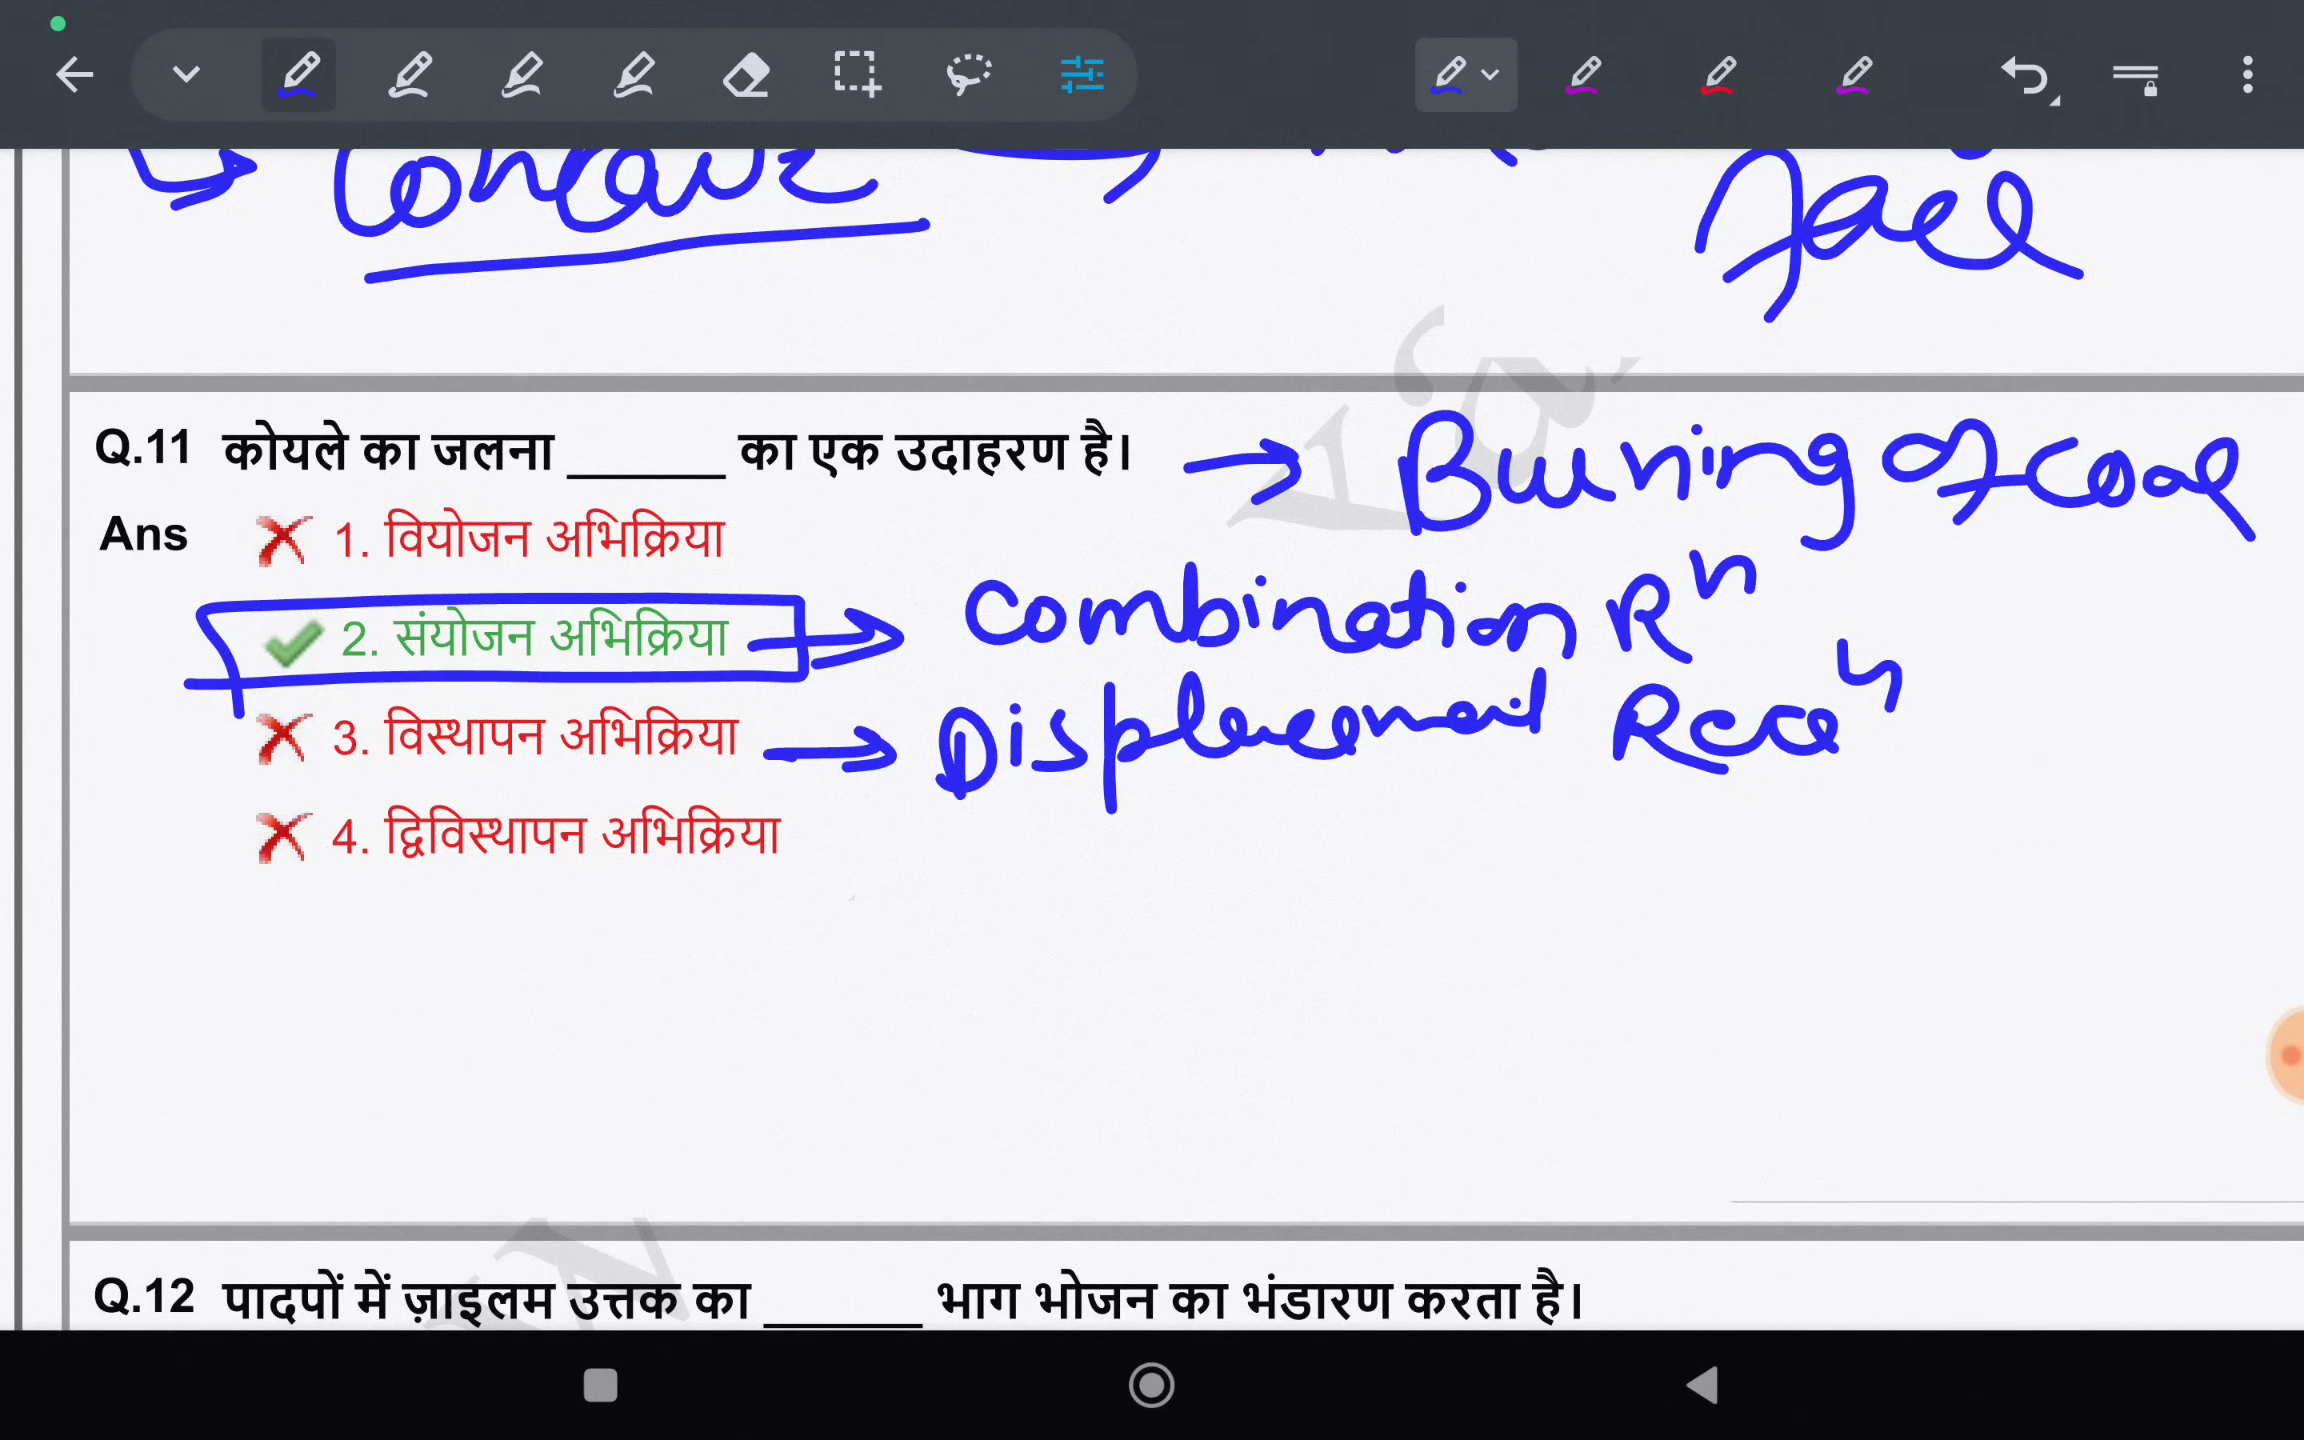 Concave
face
Q.11 कोयले का जलना ______ का एक उदाहरण है। → Burning of coal
Ans 1. वियोजन अभिक्रिया
2. संयोजन अभिक्रिया → Combination Rn
3. विस्थापन अभिक्रिया → Displacement
4. द्विविस्थापन अभिक्रिया
Q.12 पादपों में ज़ाइलम उत्तक का ______ भाग भोजन का भंडारण करता है।